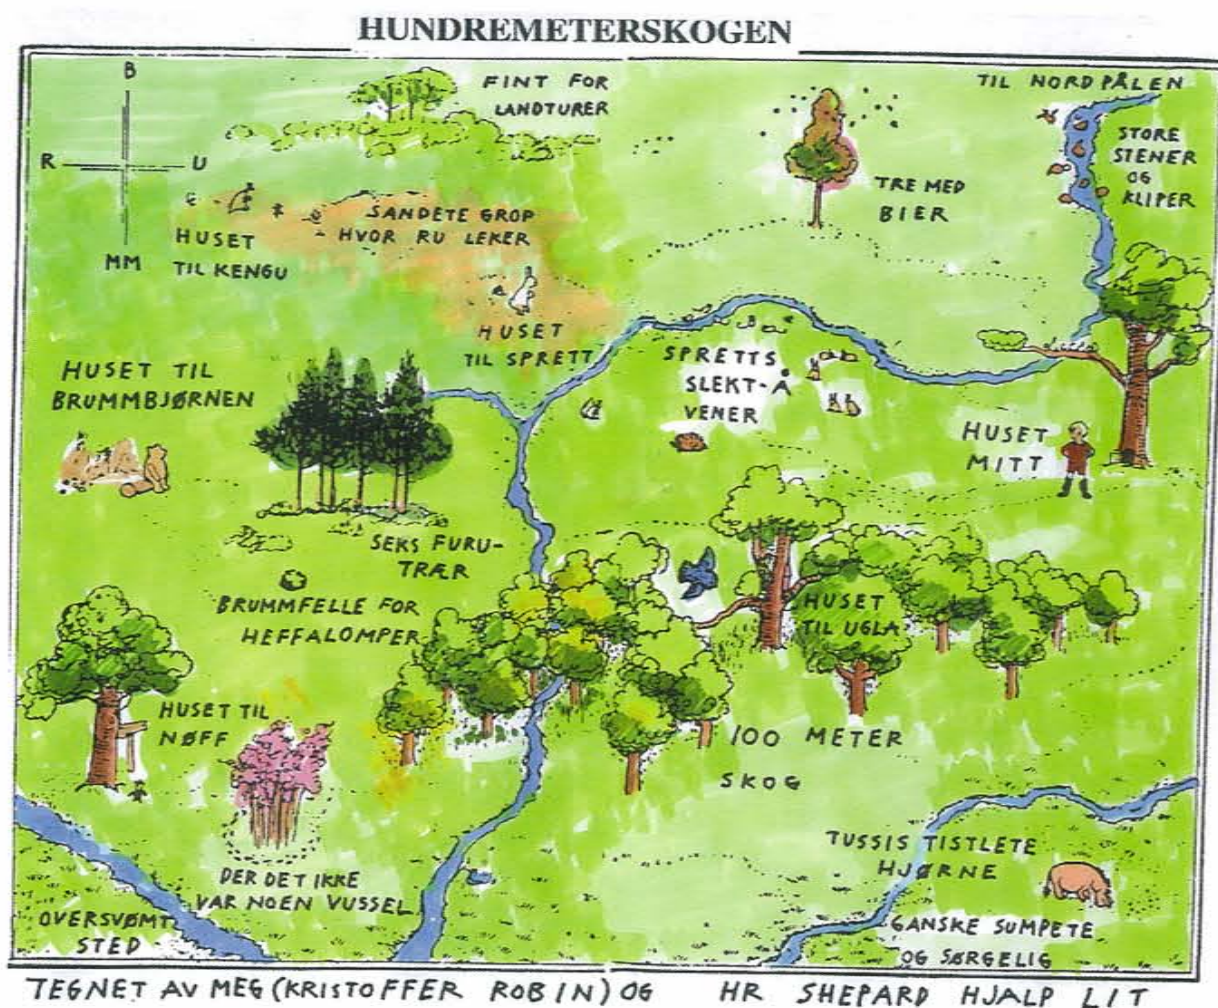 HUNDREMETERSKOGEN
B
R
U
MM
FINT FOR
LANDTURER
TIL NORDPÅLEN
STORE
STENER
OG
KLIPER
TRE MED
BIER
SANDETE GROP
HVOR RU LEKER
HUSET
TIL KENGU
HUSET
TIL SPRETT
SPRETTS
SLEKT-Å
VENER
HUSET TIL
BRUMMBJØRNEN
HUSET
MITT
SEKS FURU-
TRÆR
BRUMMFELLE FOR
HEFFALOMPER
HUSET
TIL UGLA
HUSET TIL
NØFF
100 METER
SKOG
DER DET IKKE
VAR NOEN VUSSEL
OVERSVØMT
STED
TUSSIS TISTLETE
HJØRNE
GANSKE SUMPETE
OG SØRGELIG
TEGNET AV MEG (KRISTOFFER ROBIN) OG HR SHEPARD HJALP LIT